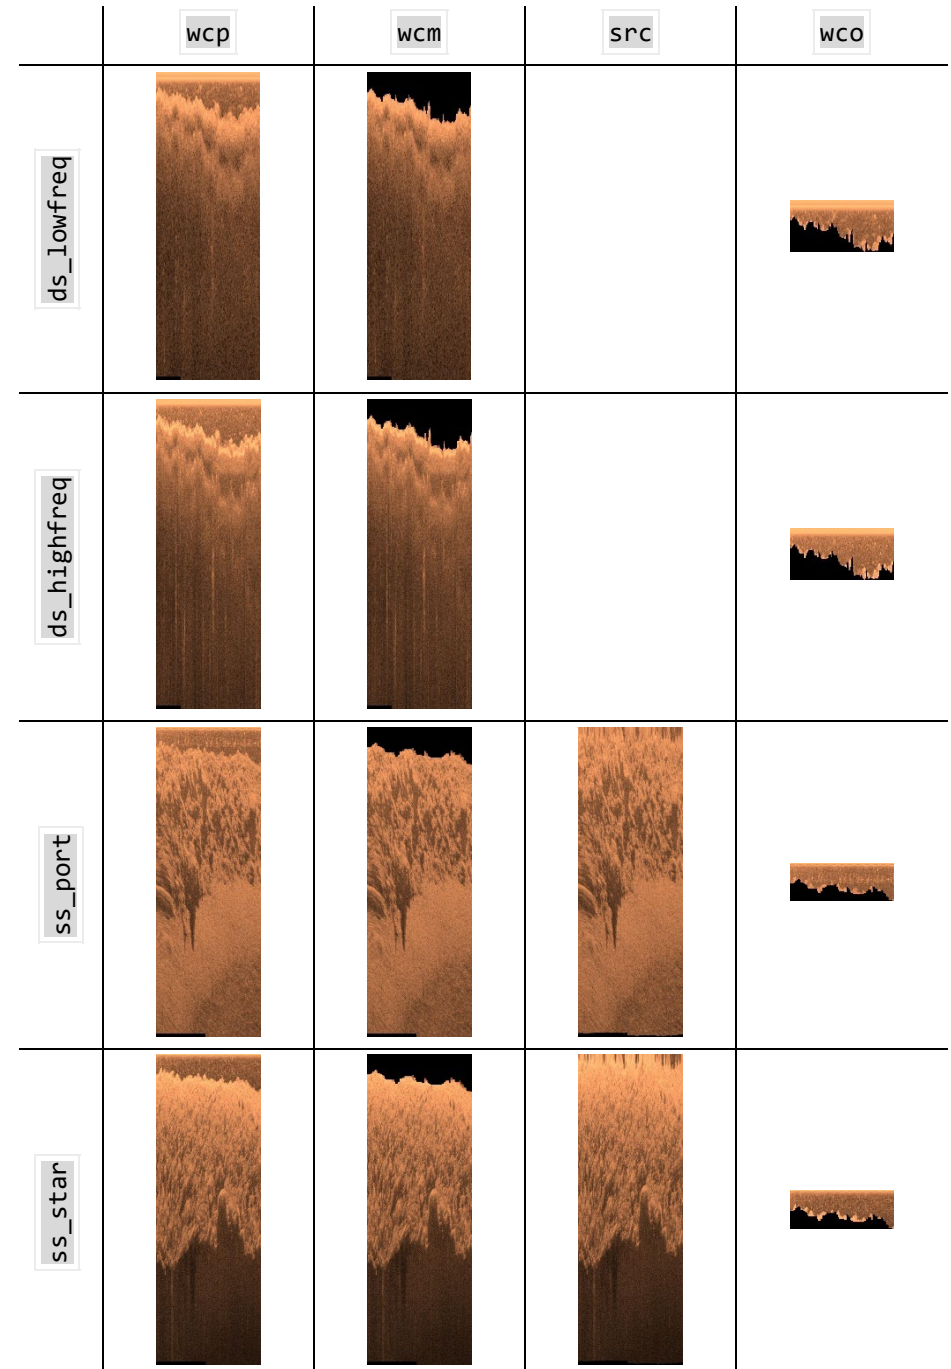 wcp wcm src wco
ds_lowfreq
ds_highfreq
ss_port
ss_star